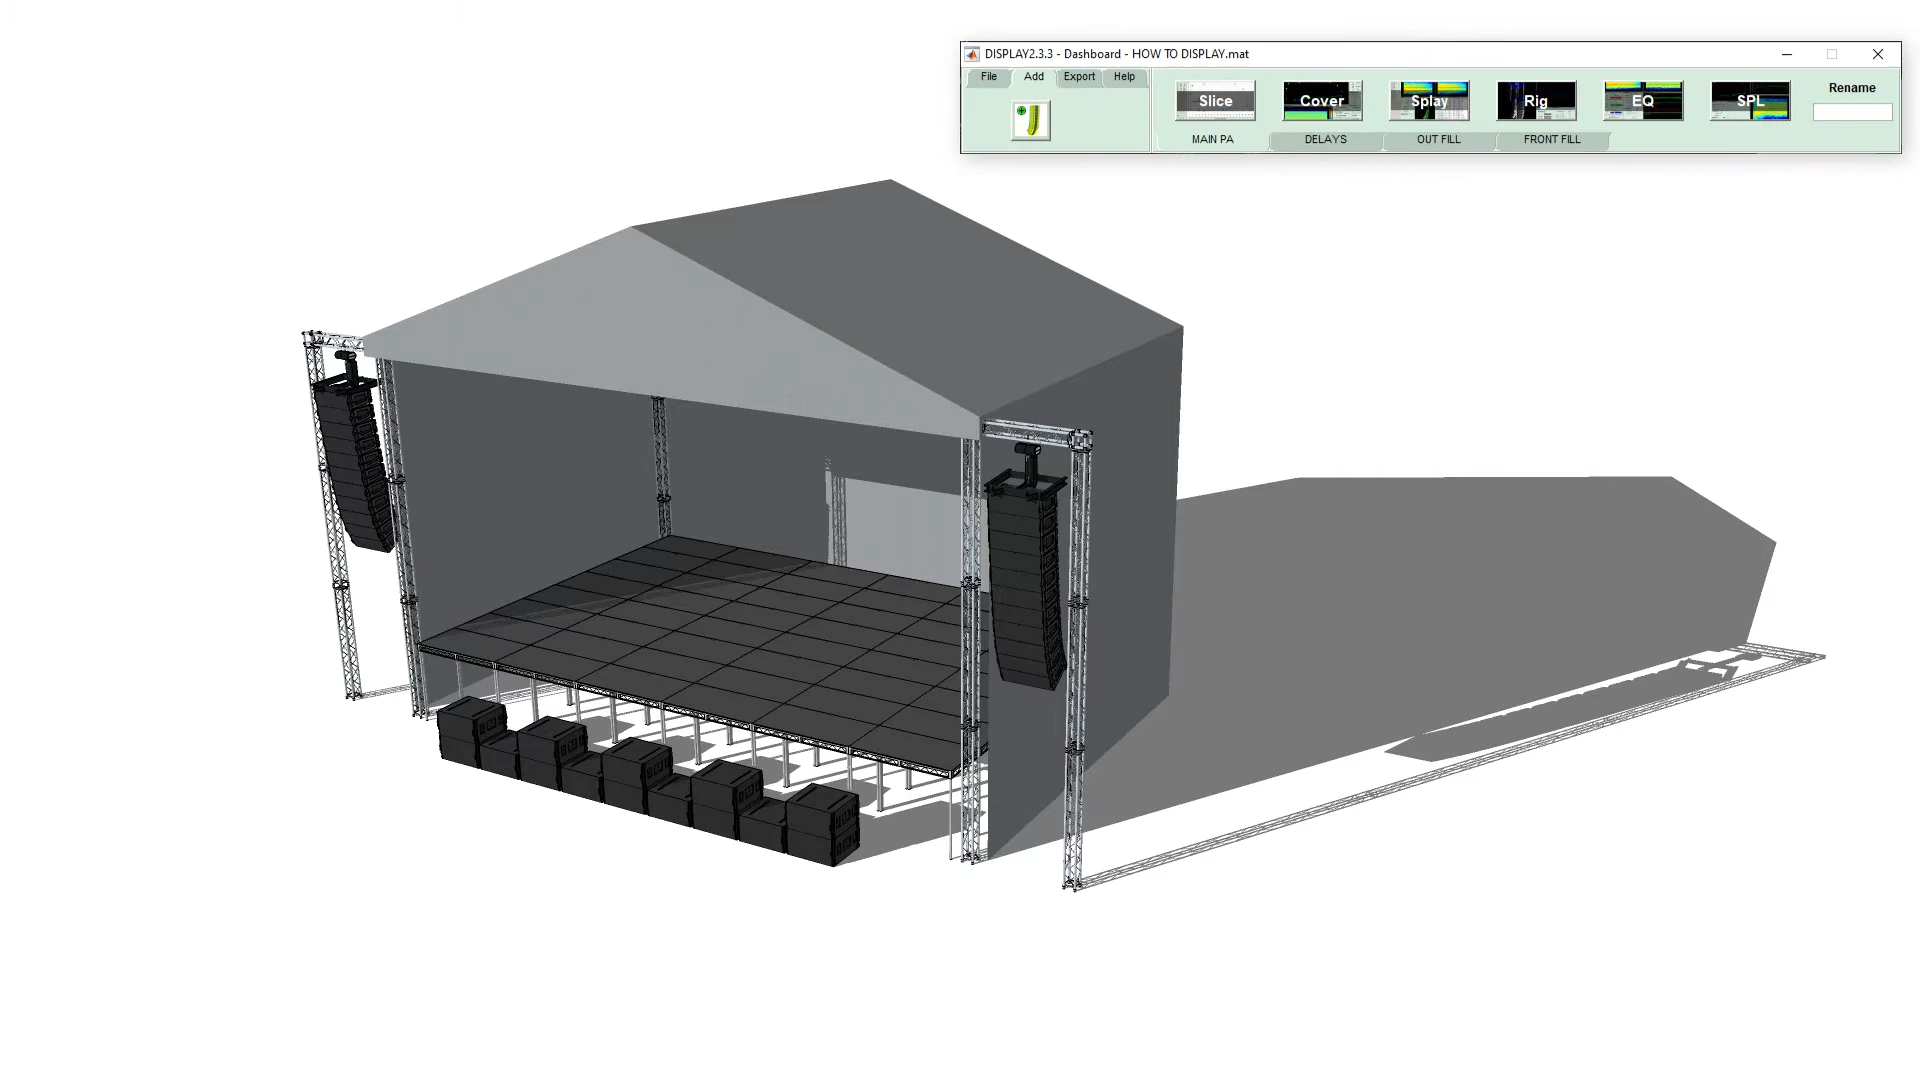 DISPLAY2.3.3 - Dashboard - HOW TO DISPLAY.mat
File Add Export Help
Slice Cover Splay Rig EQ SPL Rename
MAIN PA DELAYS OUT FILL FRONT FILL